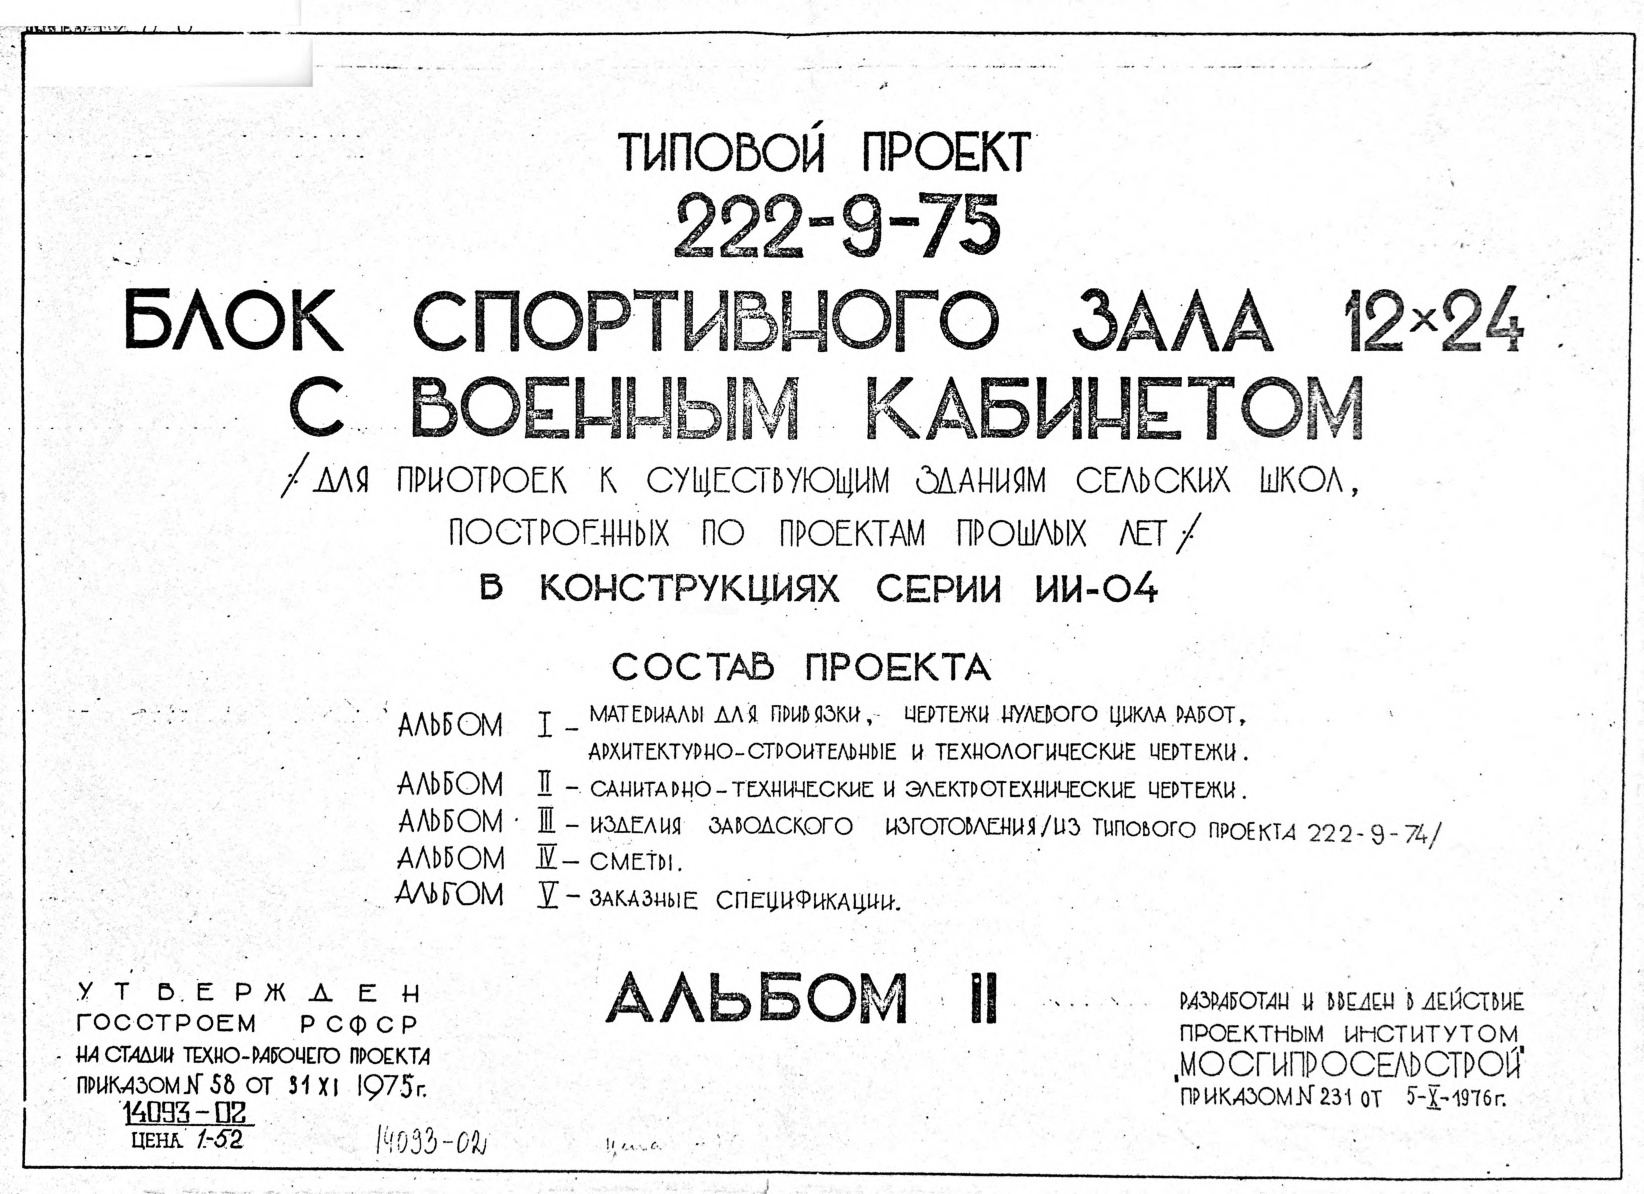 ТИПОВОЙ ПРОЕКТ
222-9-75
БЛОК СПОРТИВНОГО ЗАЛА 12×24
С ВОЕННЫМ КАБИНЕТОМ
/ДЛЯ ПРИОТРОЕК К СУЩЕСТВУЮЩИМ ЗДАНИЯМ СЕЛЬСКИХ ШКОЛ,
ПОСТРОЕННЫХ ПО ПРОЕКТАМ ПРОШЛЫХ ЛЕТ/
В КОНСТРУКЦИЯХ СЕРИИ ИИ-04
СОСТАВ ПРОЕКТА
АЛЬБОМ I – МАТЕРИАЛЫ ДЛЯ ПРИВЯЗКИ, ЧЕРТЕЖИ НУЛЕВОГО ЦИКЛА РАБОТ,
АРХИТЕКТУРНО-СТРОИТЕЛЬНЫЕ И ТЕХНОЛОГИЧЕСКИЕ ЧЕРТЕЖИ.
АЛЬБОМ II – САНИТАРНО-ТЕХНИЧЕСКИЕ И ЭЛЕКТРОТЕХНИЧЕСКИЕ ЧЕРТЕЖИ.
АЛЬБОМ III – ИЗДЕЛИЯ ЗАВОДСКОГО ИЗГОТОВЛЕНИЯ/ИЗ ТИПОВОГО ПРОЕКТА 222-9-74/
АЛЬБОМ IV – СМЕТЫ.
АЛЬБОМ V – ЗАКАЗНЫЕ СПЕЦИФИКАЦИИ.
АЛЬБОМ II
УТВЕРЖДЕН
ГОССТРОЕМ РСФСР
НА СТАДИИ ТЕХНО-РАБОЧЕГО ПРОЕКТА
ПРИКАЗОМ N 58 ОТ 31 XI 1975г.
14093-02
ЦЕНА 1-52
14093-02
цена
РАЗРАБОТАН И ВВЕДЕН В ДЕЙСТВИЕ
ПРОЕКТНЫМ ИНСТИТУТОМ
"МОСГИПРОСЕЛЬСТРОЙ"
ПРИКАЗОМ N 231 ОТ 5-X-1976г.